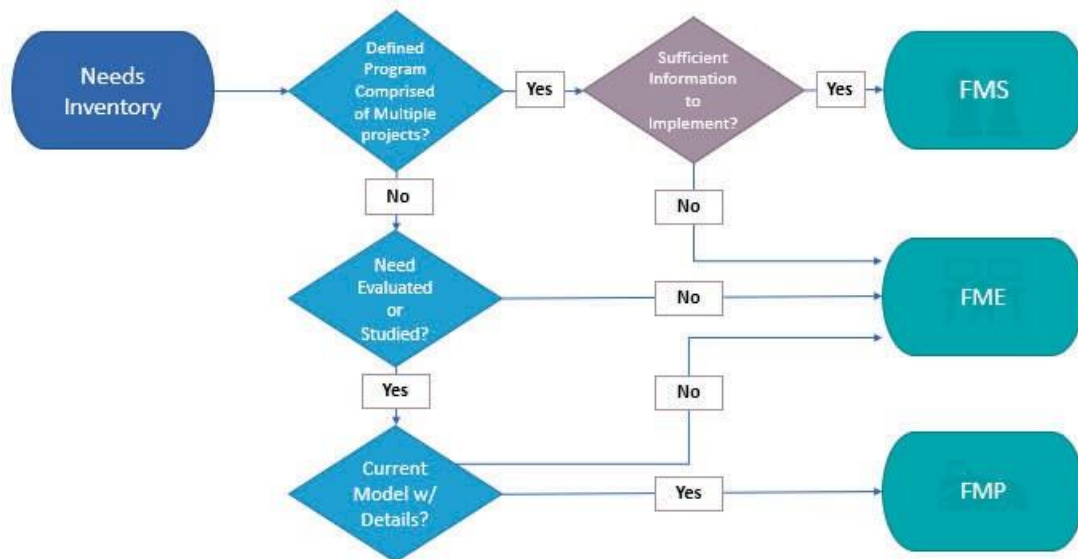 Needs
Inventory
Defined
Program
Comprised
of Multiple
projects?
Yes
Sufficient
Information
to
Implement?
Yes
FMS
No
No
Need
Evaluated
or
Studied?
No
FME
Yes
No
Current
Model w/
Details?
Yes
FMP